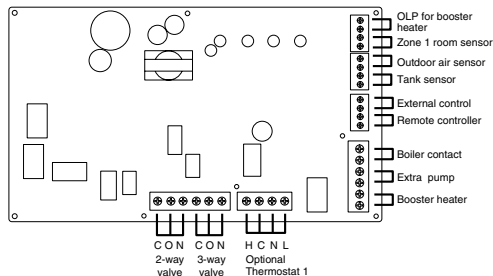 OLP for booster
heater
Zone 1 room sensor
Outdoor air sensor
Tank sensor
External control
Remote controller
Boiler contact
Extra pump
Booster heater
C O N C O N H C N L
2-way 3-way Optional
valve valve Thermostat 1